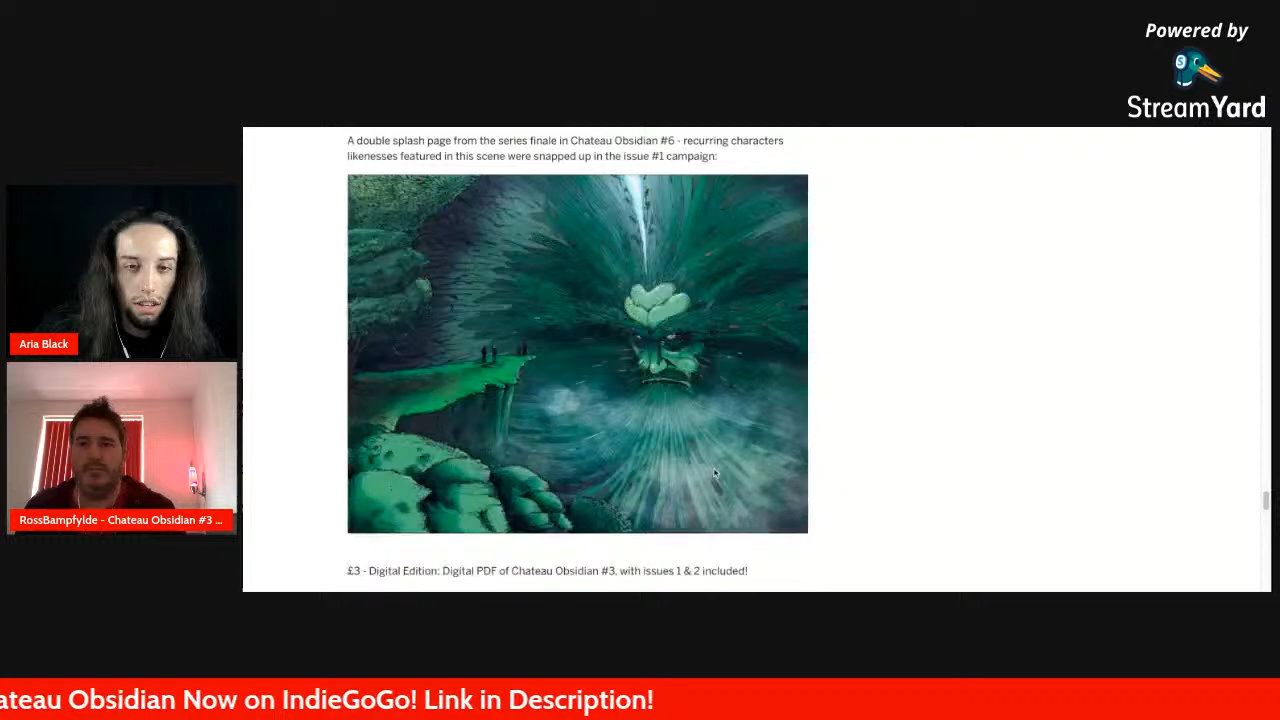 Powered by
StreamYard
A double splash page from the series finale in Chateau Obsidian #6 - recurring characters
likenesses featured in this scene were snapped up in the issue #1 campaign:
Aria Black
RossBampfylde - Chateau Obsidian #3 ...
£3 - Digital Edition: Digital PDF of Chateau Obsidian #3, with issues 1 & 2 included!
ateau Obsidian Now on IndieGoGo! Link in Description!